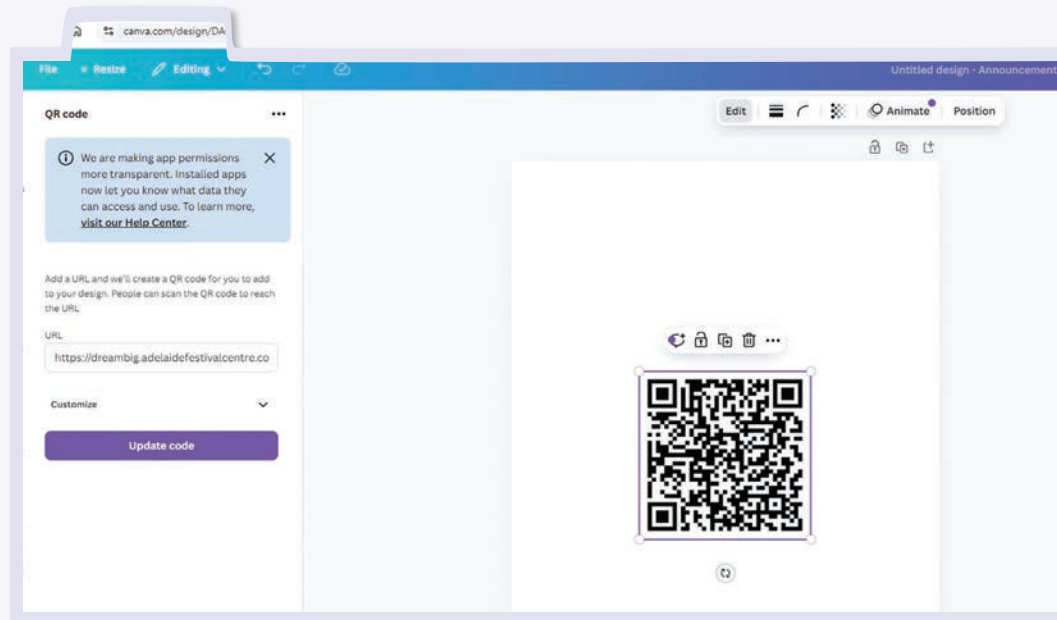 canva.com/design/DA
File Resize Editing Untitled design - Announcement
QR code
Edit Animate Position
We are making app permissions
more transparent. Installed apps
now let you know what data they
can access and use. To learn more,
visit our Help Center.
Add a URL and we'll create a QR code for you to add
to your design. People can scan the QR code to reach
the URL
URL
https://dreambig.adelaidefestivalcentre.co
Customize
Update code